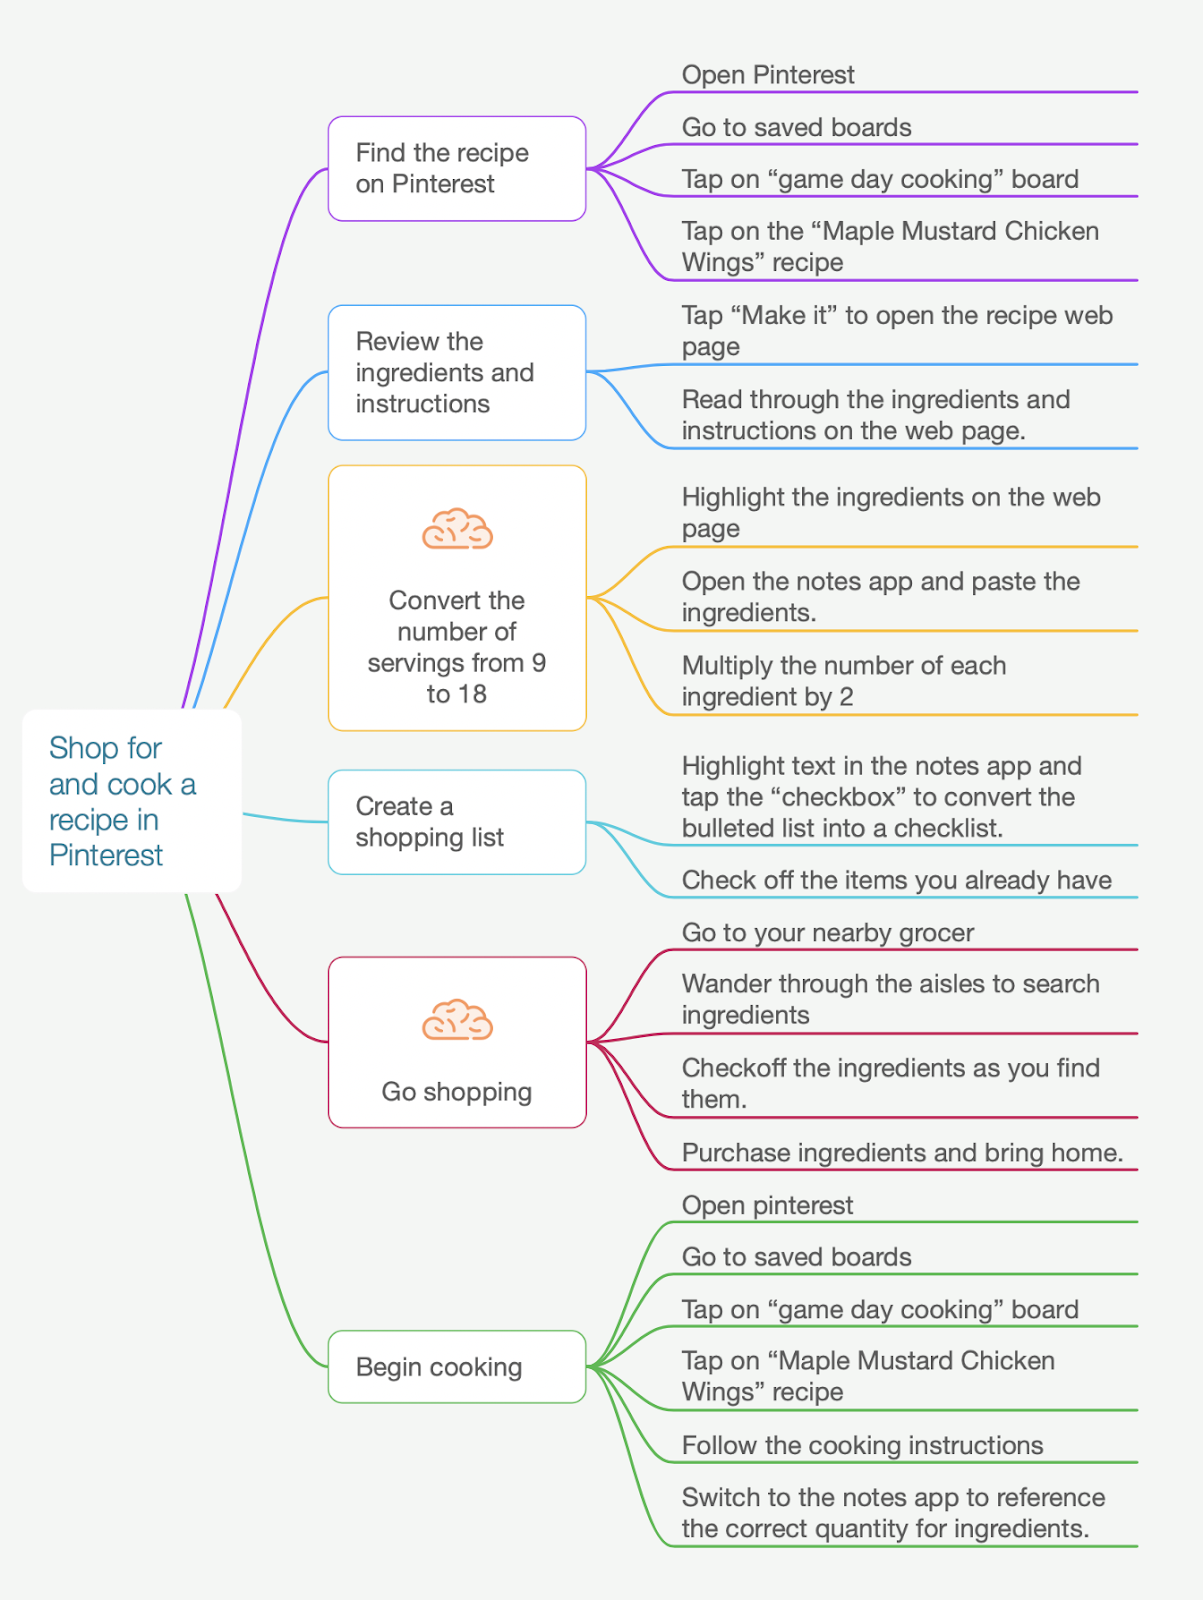 Open Pinterest
Go to saved boards
Tap on “game day cooking” board
Tap on the “Maple Mustard Chicken
Wings” recipe
Find the recipe
on Pinterest
Tap “Make it” to open the recipe web
page
Read through the ingredients and
instructions on the web page.
Review the
ingredients and
instructions
Highlight the ingredients on the web
page
Open the notes app and paste the
ingredients.
Multiply the number of each
ingredient by 2
Convert the
number of
servings from 9
to 18
Shop for
and cook a
recipe in
Pinterest
Highlight text in the notes app and
tap the “checkbox” to convert the
bulleted list into a checklist.
Check off the items you already have
Create a
shopping list
Go to your nearby grocer
Wander through the aisles to search
ingredients
Checkoff the ingredients as you find
them.
Purchase ingredients and bring home.
Go shopping
Open pinterest
Go to saved boards
Tap on “game day cooking” board
Tap on “Maple Mustard Chicken
Wings” recipe
Follow the cooking instructions
Switch to the notes app to reference
the correct quantity for ingredients.
Begin cooking